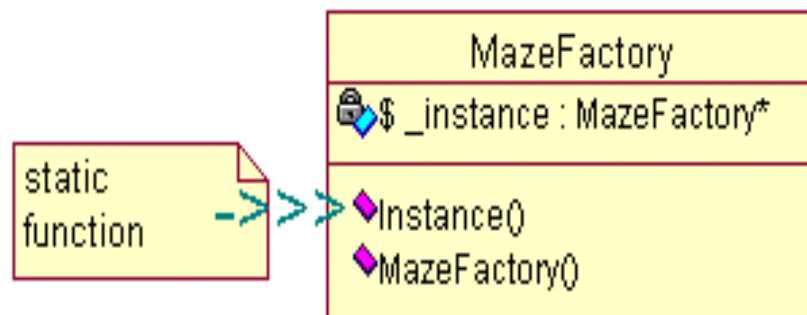 MazeFactory
$ _instance : MazeFactory*
static
function
Instance()
MazeFactory()